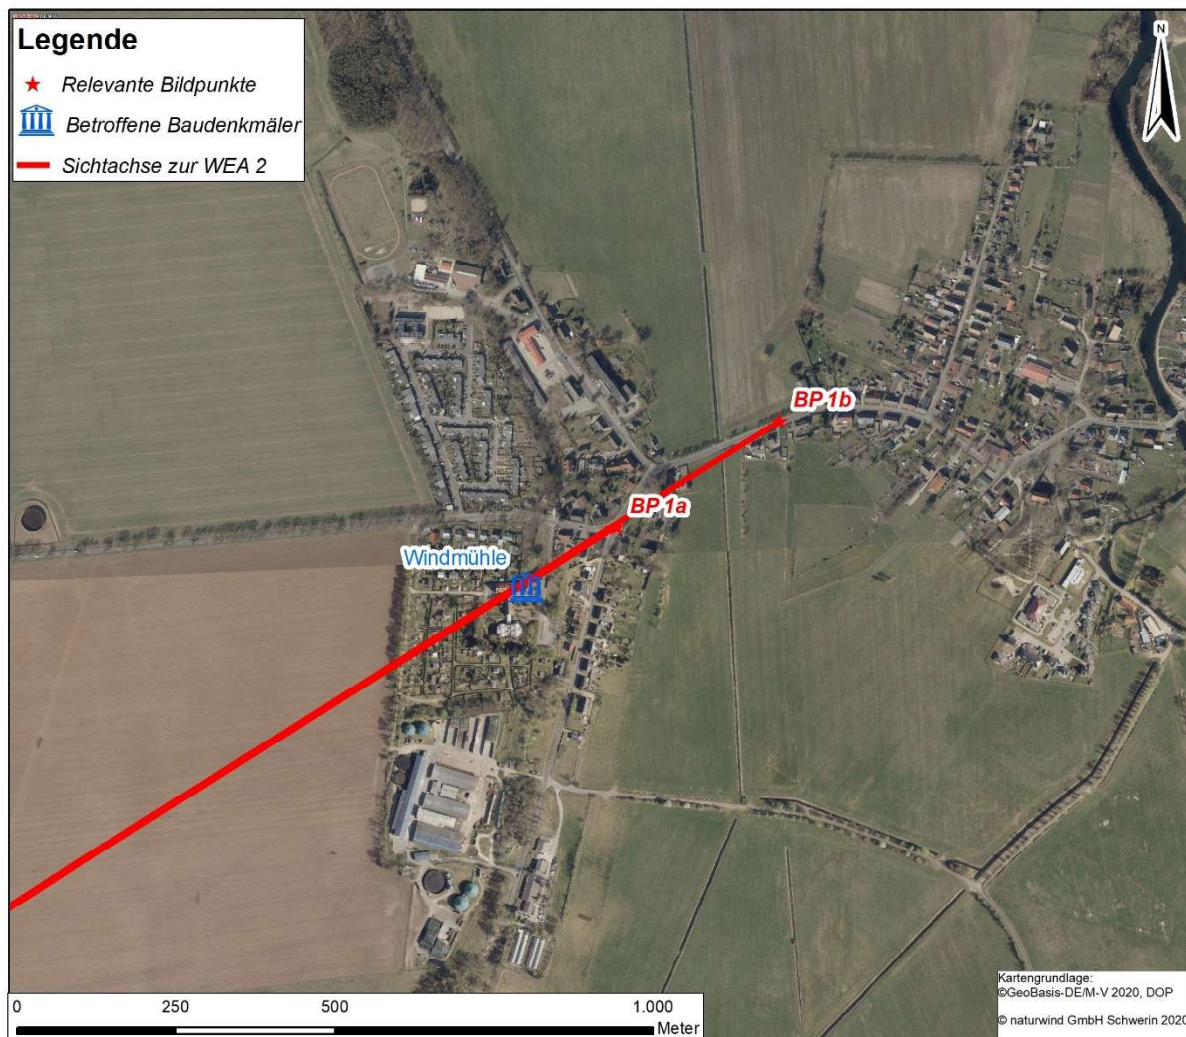 Legende
Relevante Bildpunkte
Betroffene Baudenkmäler
Sichtachse zur WEA 2
N
BP 1b
BP 1a
Windmühle
0 250 500 1.000
Meter
Kartengrundlage:
©GeoBasis-DE/M-V 2020, DOP
© naturwind GmbH Schwerin 2020